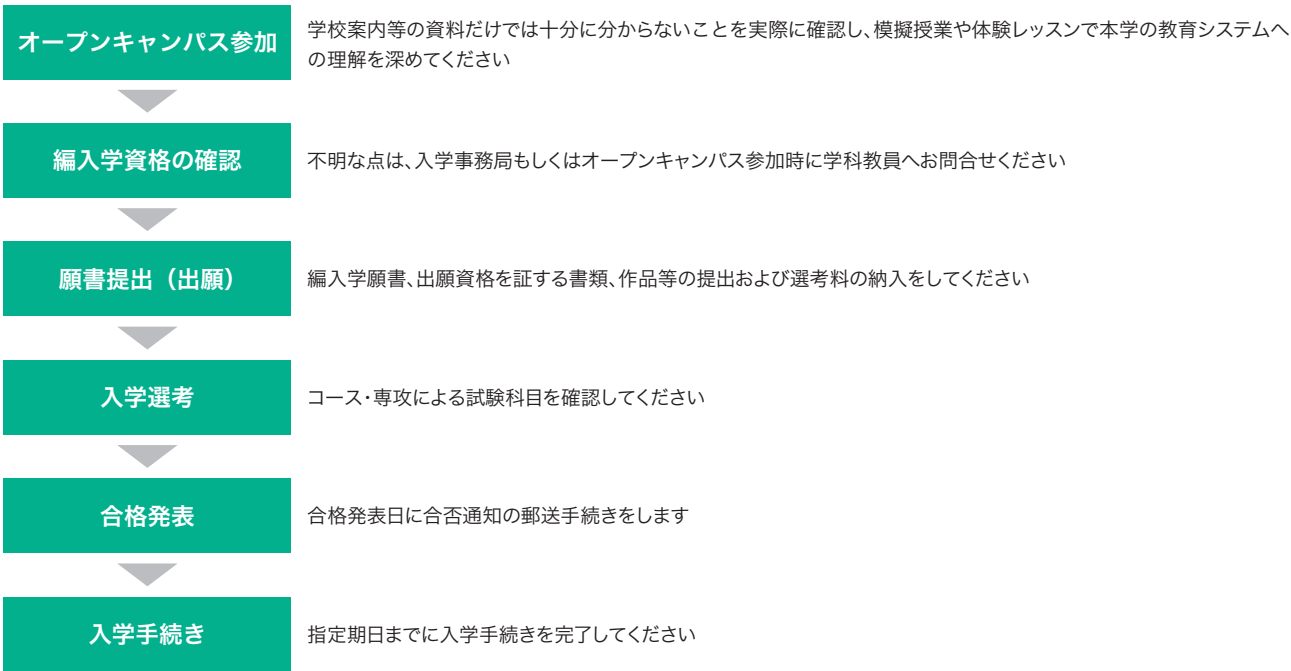 オープンキャンパス参加
学校案内等の資料だけでは十分に分からないことを実際に確認し、模擬授業や体験レッスンで本学の教育システムへ
の理解を深めてください
編入学資格の確認
不明な点は、入学事務局もしくはオープンキャンパス参加時に学科教員へお問合せください
願書提出（出願）
編入学願書、出願資格を証する書類、作品等の提出および選考料の納入をしてください
入学選考
コース・専攻による試験科目を確認してください
合格発表
合格発表日に合否通知の郵送手続きをします
入学手続き
指定期日までに入学手続きを完了してください